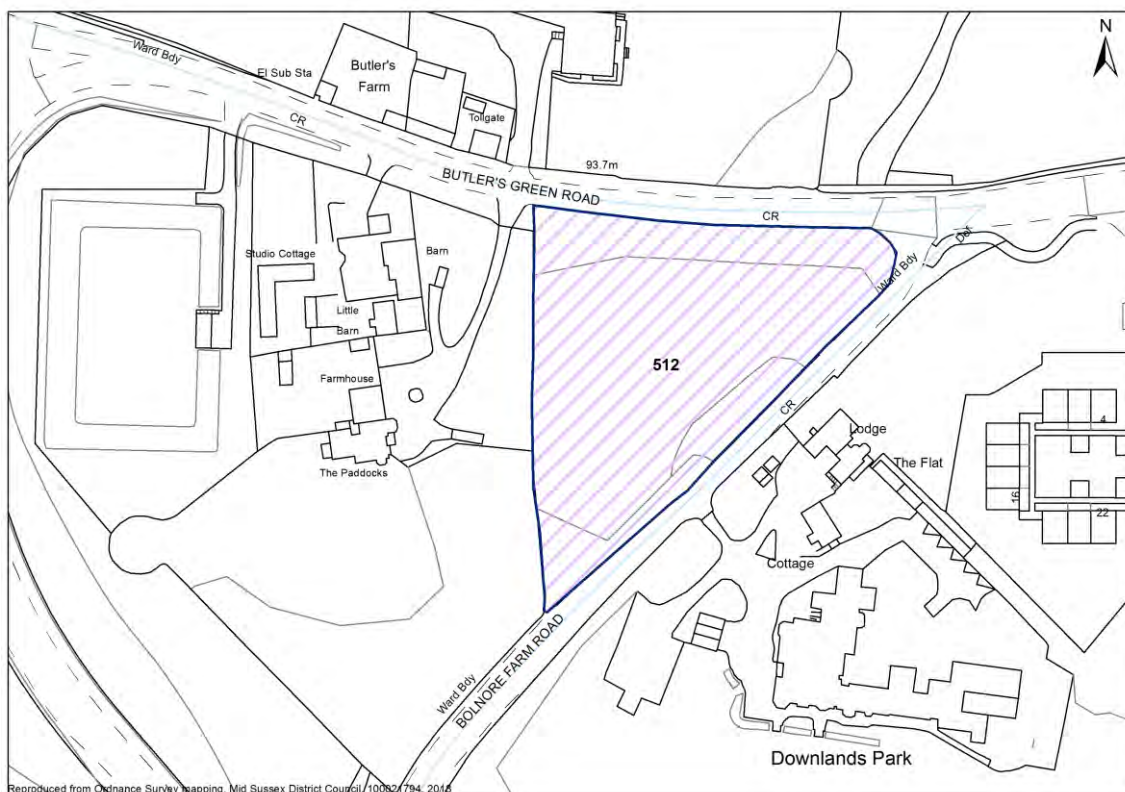 N
Ward Bdy
El Sub Sta
Butler's
Farm
Tollgate
CR
93.7m
BUTLER'S GREEN ROAD
CR
Def
Ward Bdy
Studio Cottage
Barn
Little
Barn
512
Farmhouse
CR
Lodge
4
The Flat
16
22
The Paddocks
Cottage
Ward Bdy
BOLNORE FARM ROAD
Downlands Park
Reproduced from Ordnance Survey mapping. Mid Sussex District Council. 100021794.